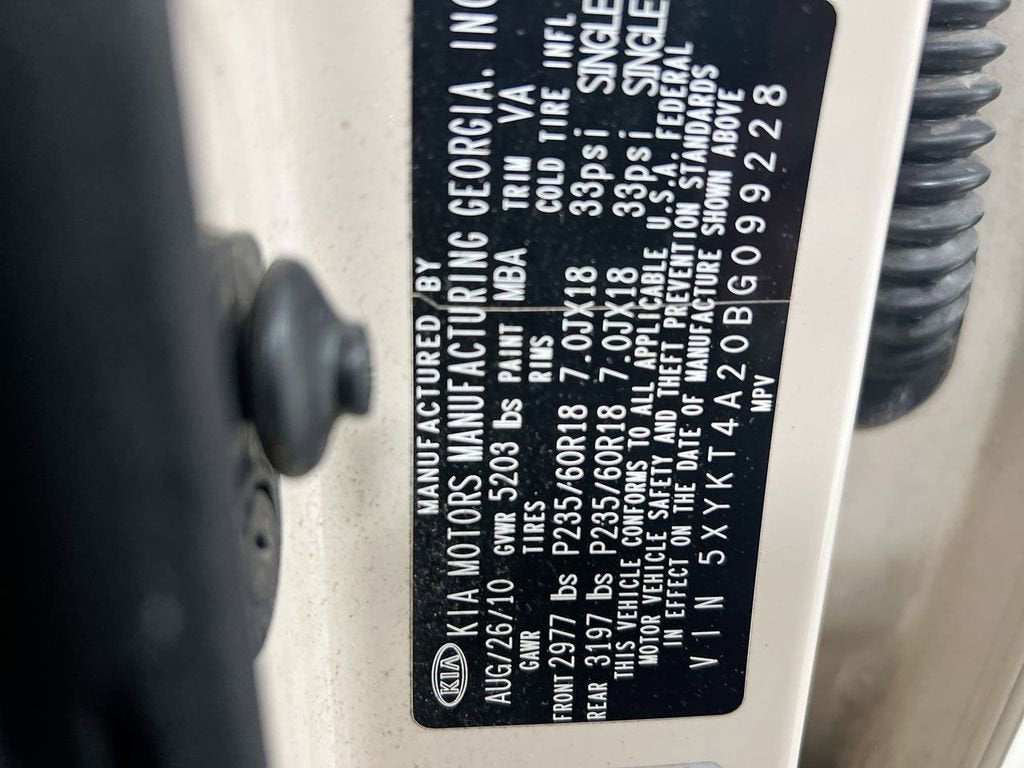 MANUFACTURED BY
KIA KIA MOTORS MANUFACTURING GEORGIA. INC
AUG/26/10 GVWR 5203 lbs PAINT MBA TRIM VA
GAWR TIRES RIMS COLD TIRE INFL
FRONT 2977 lbs P235/60R18 7.0JX18 33psi SINGLE
REAR 3197 lbs P235/60R18 7.0JX18 33psi SINGLE
THIS VEHICLE CONFORMS TO ALL APPLICABLE U.S.A. FEDERAL
MOTOR VEHICLE SAFETY AND THEFT PREVENTION STANDARDS
IN EFFECT ON THE DATE OF MANUFACTURE SHOWN ABOVE
VIN 5XYKT4A20BG099228
MPV